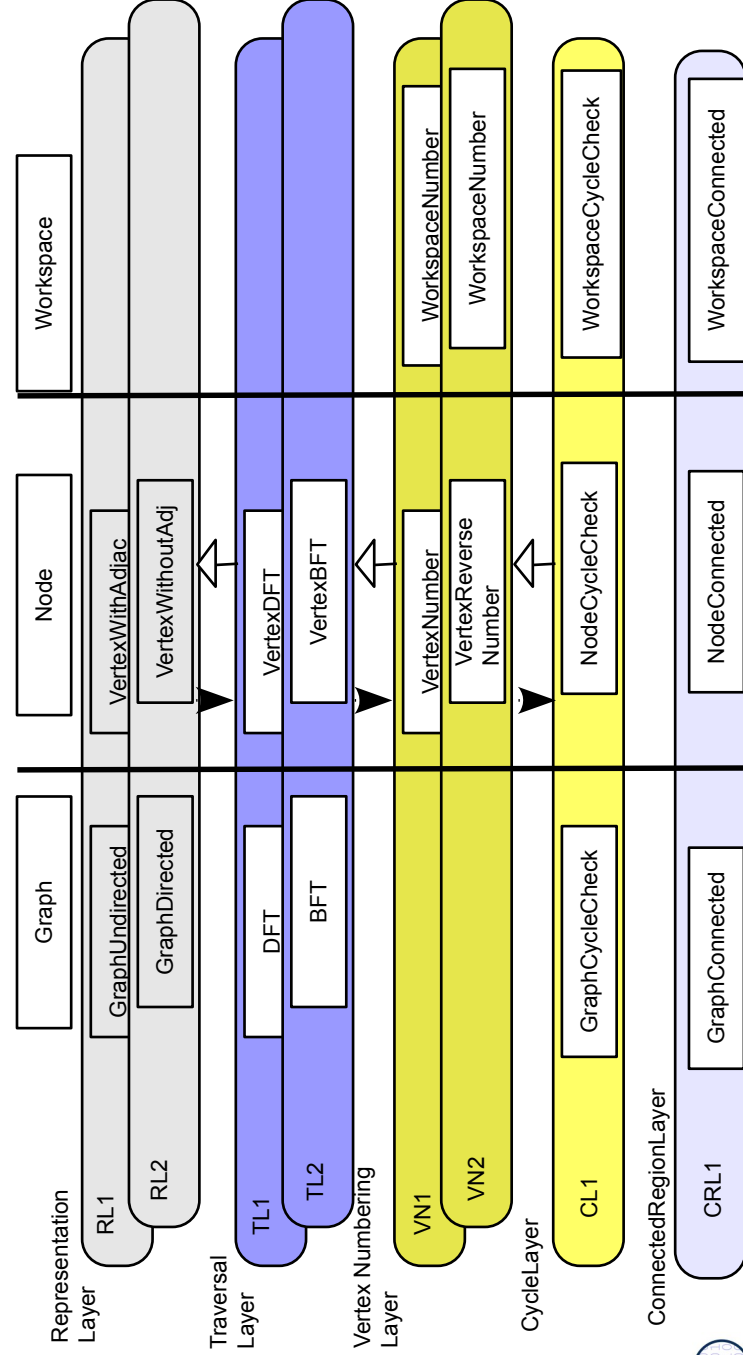 Graph
Node
Workspace
Representation
Layer
RL1
GraphUndirected
VertexWithAdjac
RL2
GraphDirected
VertexWithoutAdj
Traversal
Layer
TL1
DFT
VertexDFT
TL2
BFT
VertexBFT
Vertex Numbering
Layer
VN1
VertexNumber
WorkspaceNumber
VN2
VertexReverse
Number
WorkspaceNumber
CycleLayer
CL1
GraphCycleCheck
NodeCycleCheck
WorkspaceCycleCheck
ConnectedRegionLayer
CRL1
GraphConnected
NodeConnected
WorkspaceConnected